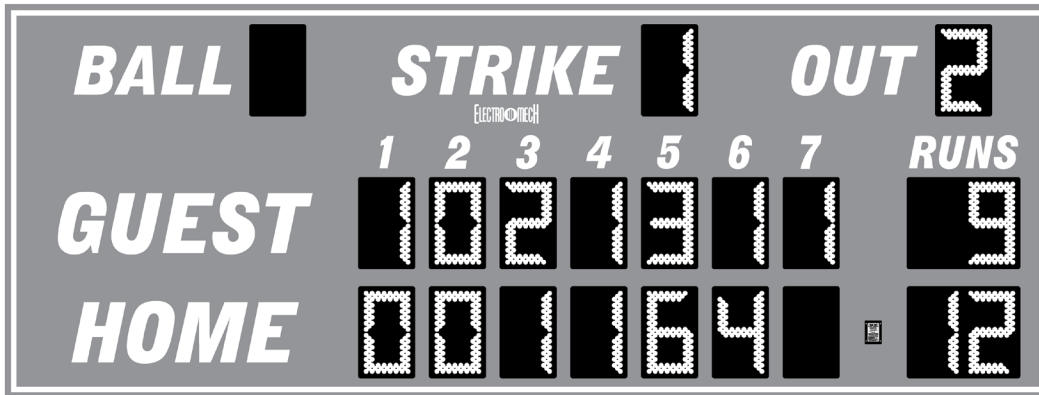 BALL STRIKE 1 OUT 2
ELECTRO MECH
1 2 3 4 5 6 7 RUNS
GUEST 1 0 2 1 3 1 1 9
HOME 0 0 1 1 6 4 12